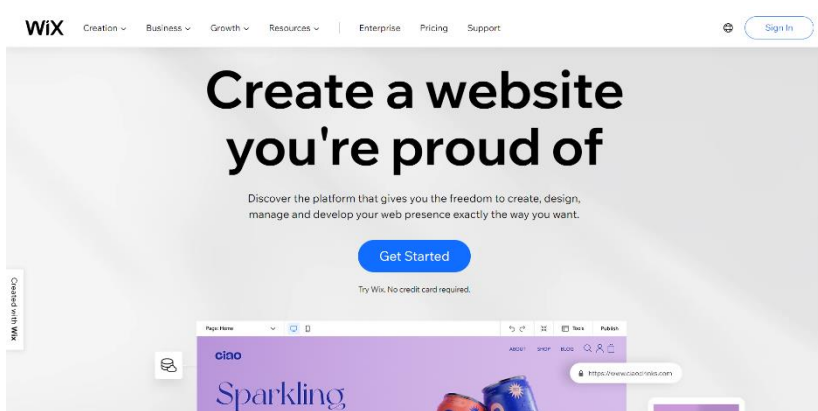 WiX Creation Business Growth Resources Enterprise Pricing Support Sign In
Create a website
you're proud of
Discover the platform that gives you the freedom to create, design,
manage and develop your web presence exactly the way you want.
Get Started
Try Wix. No credit card required.
Created with Wix
Page: Home Tools Publish
ciao ABOUT SHOP BLOG
https://www.ciaodrinks.com
Sparkling